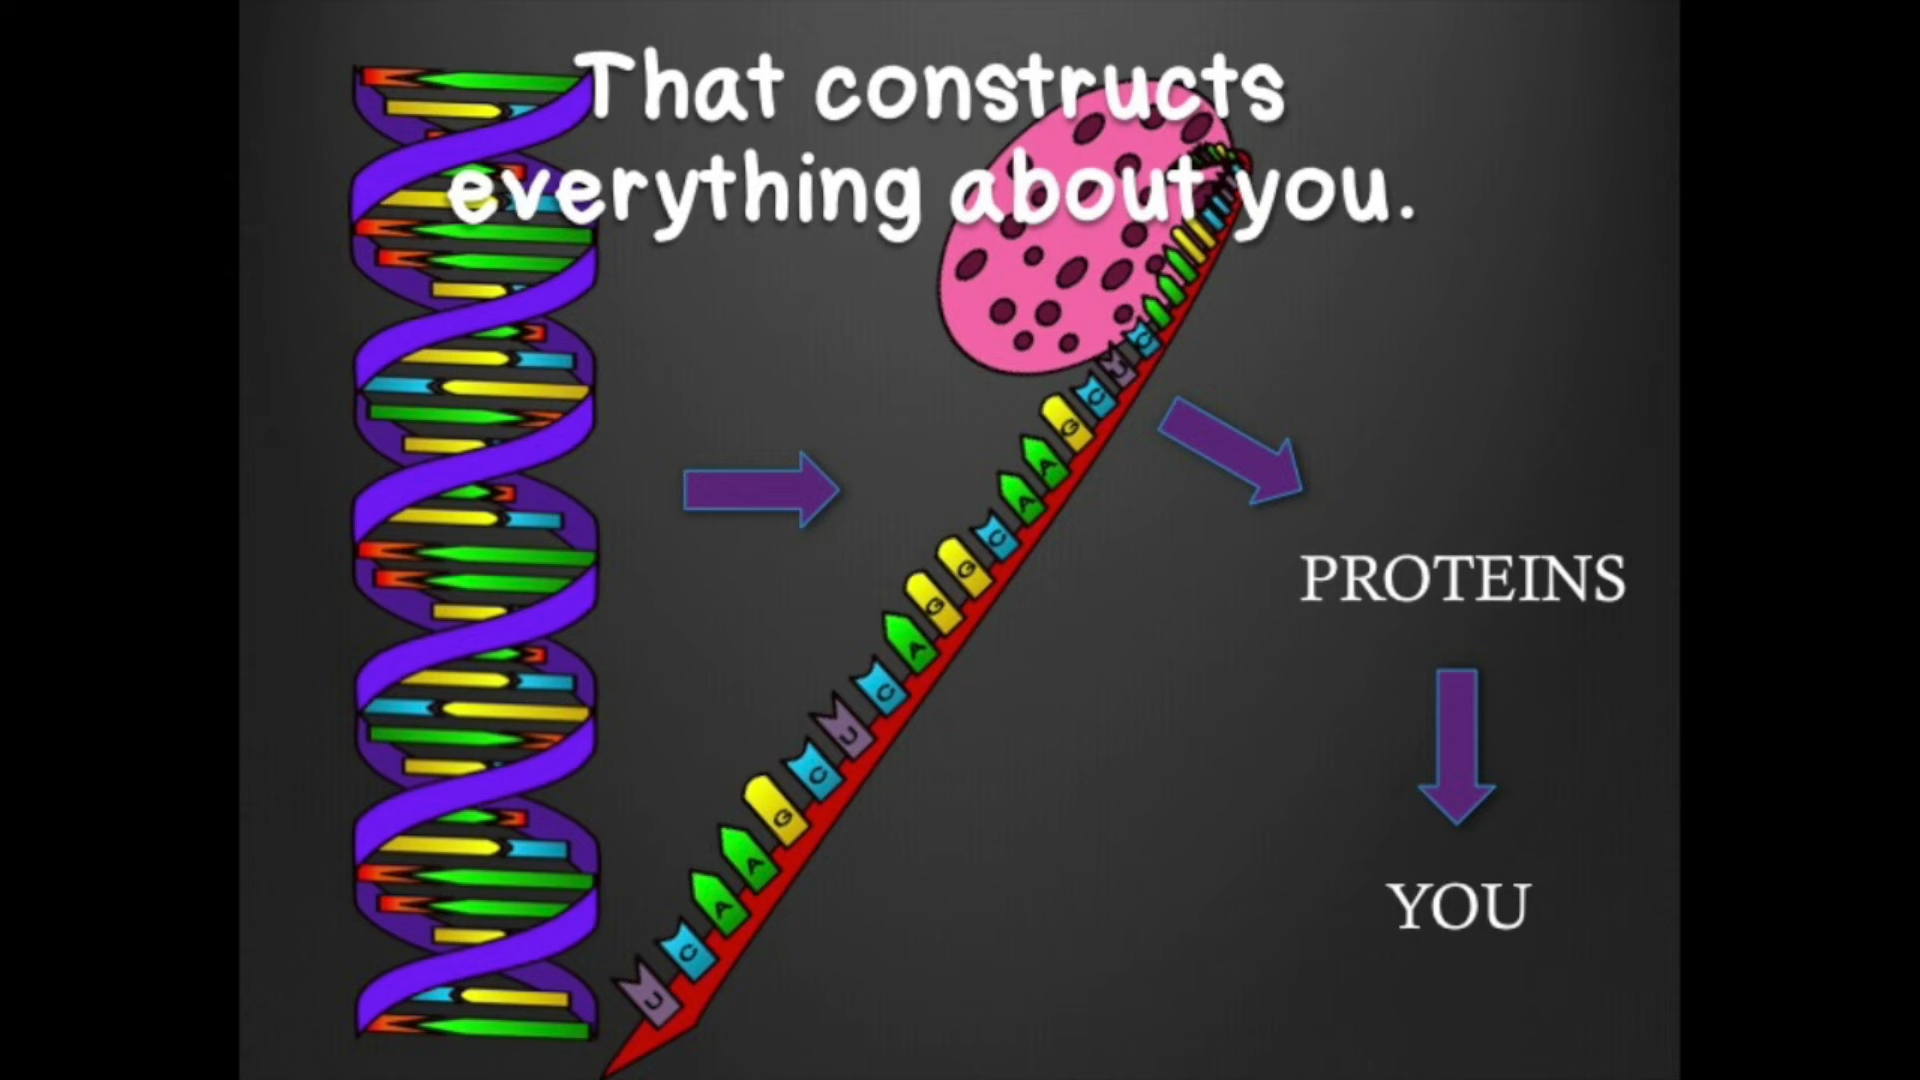 That constructs
everything about you.
U C A A G C U C A G G C A A G C U C
PROTEINS
YOU